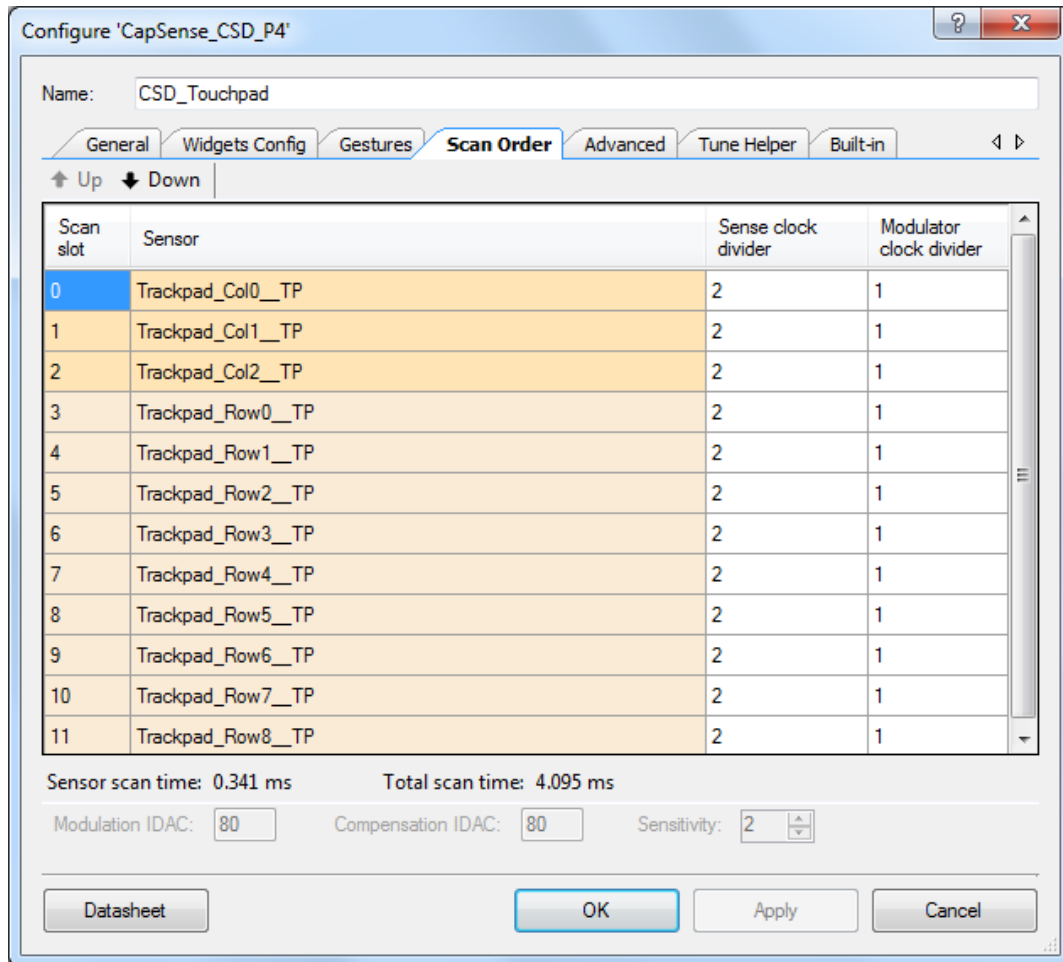 Configure 'CapSense_CSD_P4'
Name: CSD_Touchpad
General Widgets Config Gestures Scan Order Advanced Tune Helper Built-in
Up Down
Scan slot Sensor Sense clock divider Modulator clock divider
0 Trackpad_Col0__TP 2 1
1 Trackpad_Col1__TP 2 1
2 Trackpad_Col2__TP 2 1
3 Trackpad_Row0__TP 2 1
4 Trackpad_Row1__TP 2 1
5 Trackpad_Row2__TP 2 1
6 Trackpad_Row3__TP 2 1
7 Trackpad_Row4__TP 2 1
8 Trackpad_Row5__TP 2 1
9 Trackpad_Row6__TP 2 1
10 Trackpad_Row7__TP 2 1
11 Trackpad_Row8__TP 2 1
Sensor scan time: 0.341 ms Total scan time: 4.095 ms
Modulation IDAC: 80 Compensation IDAC: 80 Sensitivity: 2
Datasheet OK Apply Cancel